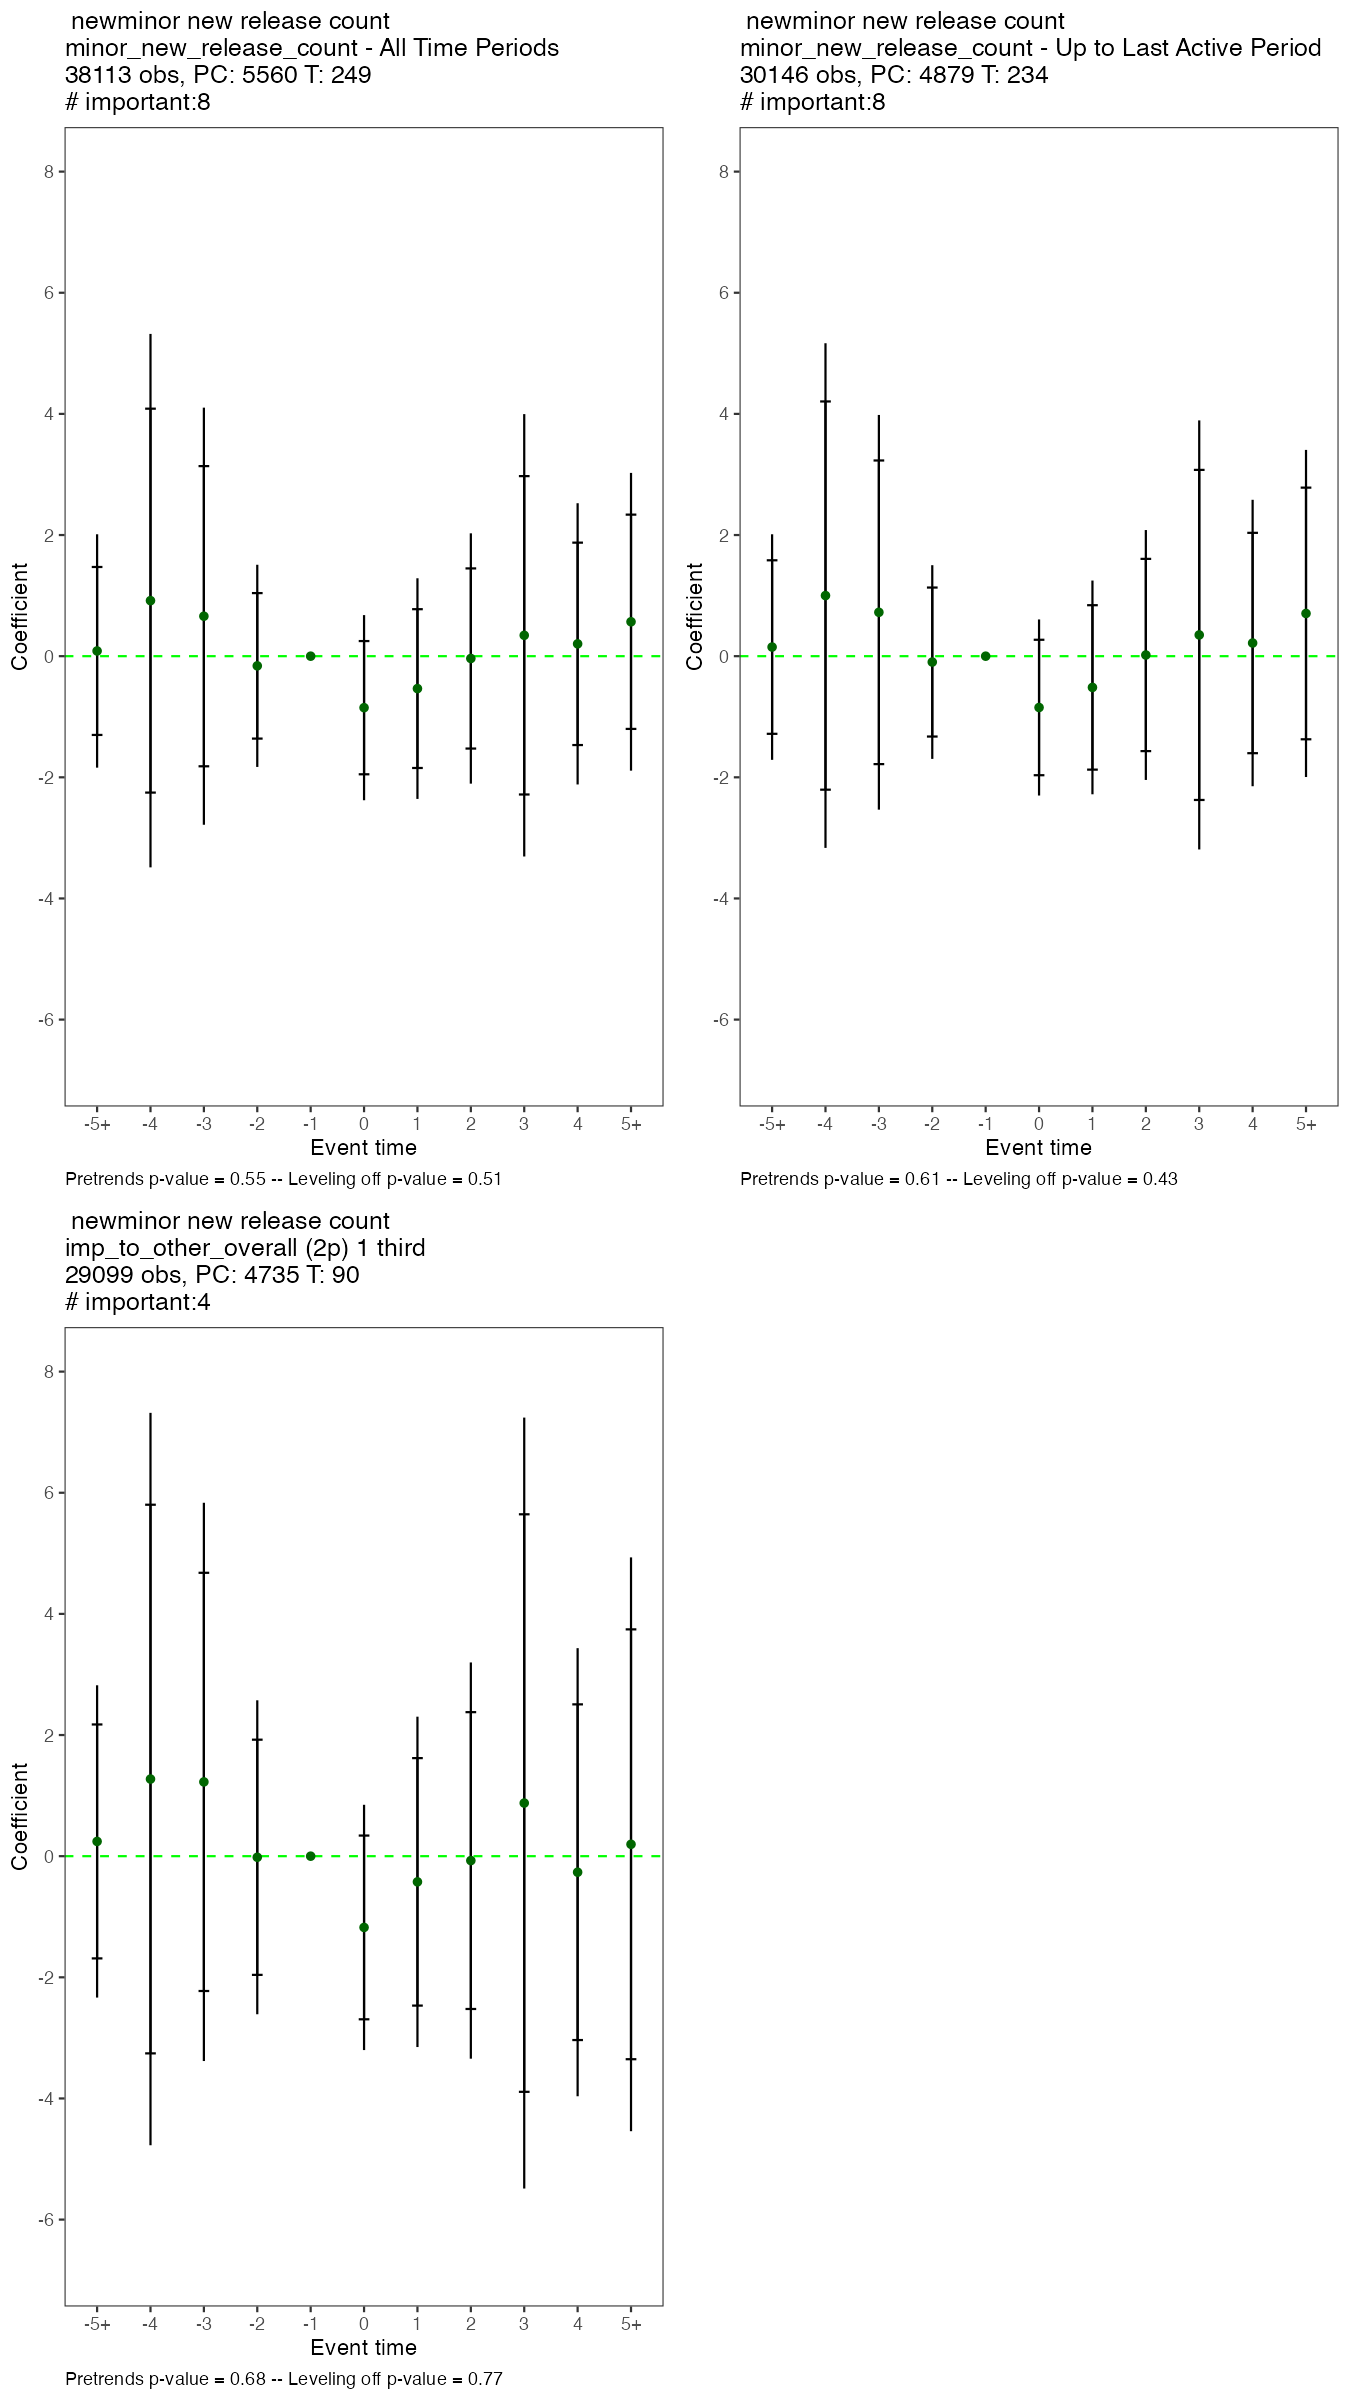 newminor new release count
minor_new_release_count - All Time Periods
38113 obs, PC: 5560 T: 249
# important:8
8
6
4
2
0
-2
-4
-6
Coefficient
-5+ -4 -3 -2 -1 0 1 2 3 4 5+
Event time
Pretrends p-value = 0.55 -- Leveling off p-value = 0.51
newminor new release count
minor_new_release_count - Up to Last Active Period
30146 obs, PC: 4879 T: 234
# important:8
8
6
4
2
0
-2
-4
-6
Coefficient
-5+ -4 -3 -2 -1 0 1 2 3 4 5+
Event time
Pretrends p-value = 0.61 -- Leveling off p-value = 0.43
newminor new release count
imp_to_other_overall (2p) 1 third
29099 obs, PC: 4735 T: 90
# important:4
8
6
4
2
0
-2
-4
-6
Coefficient
-5+ -4 -3 -2 -1 0 1 2 3 4 5+
Event time
Pretrends p-value = 0.68 -- Leveling off p-value = 0.77